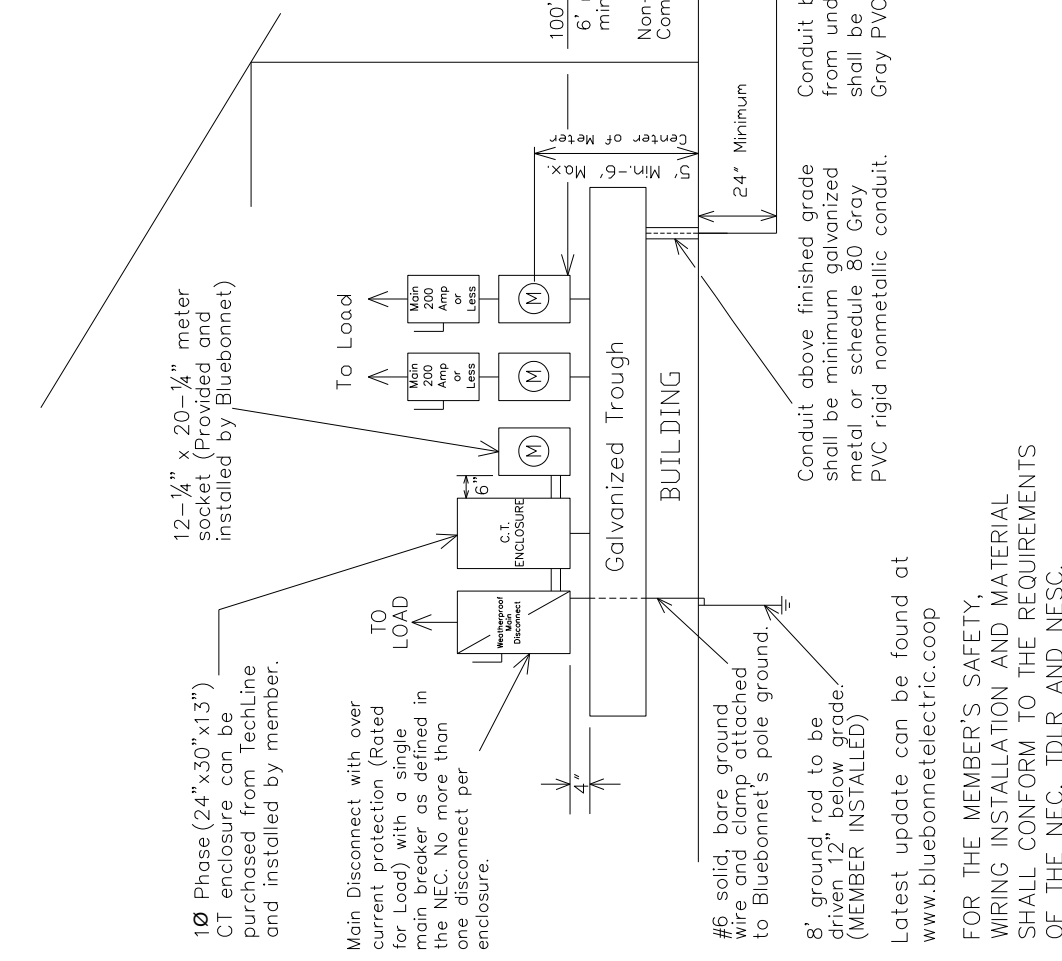 12-¼" x 20-¼" meter
socket (Provided and
installed by Bluebonnet)
1Ø Phase (24"x30"x13")
C.T enclosure can be
purchased from TechLine
and installed by member.
To Load
TO
LOAD
Main Disconnect with over
current protection (Rated
for Load) with a single
main breaker as defined in
the NEC. No more than
one disconnect per
enclosure.
Weatherproof
Main
Disconnect
C.T.
ENCLOSURE
6"
M
Main
200
Amp
or
Less
M
Main
200
Amp
or
Less
M
5' Min.-6' Max.
Center of Meter
100'
6'
Non-
4"
Galvanized Trough
BUILDING
24" Minimum
#6 solid, bare ground
wire and clamp attached
to Bluebonnet's pole ground.
8' ground rod to be
driven 12" below grade.
(MEMBER INSTALLED)
Conduit above finished grade
shall be minimum galvanized
metal or schedule 80 Gray
PVC rigid nonmetallic conduit.
Conduit
from
shall be
Gray PVC
Latest update can be found at
www.bluebonnetelectric.coop
FOR THE MEMBER'S SAFETY,
WIRING INSTALLATION AND MATERIAL
SHALL CONFORM TO THE REQUIREMENTS
OF THE NEC, TDLR AND NESC.